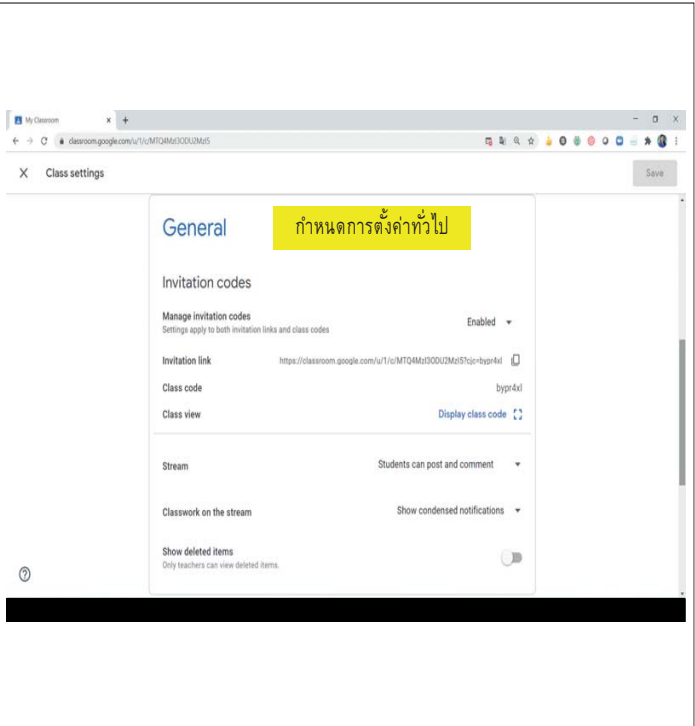 My Classroom
classroom.google.com/u/1/c/MTQ4MzI3ODU2MzI5
Class settings
Save
General
กำหนดการตั้งค่าทั่วไป
Invitation codes
Manage invitation codes
Settings apply to both invitation links and class codes
Enabled
Invitation link
https://classroom.google.com/u/1/c/MTQ4MzI3ODU2MzI5?cjc=bypr4xl
Class code
bypr4xl
Class view
Display class code
Stream
Students can post and comment
Classwork on the stream
Show condensed notifications
Show deleted items
Only teachers can view deleted items.